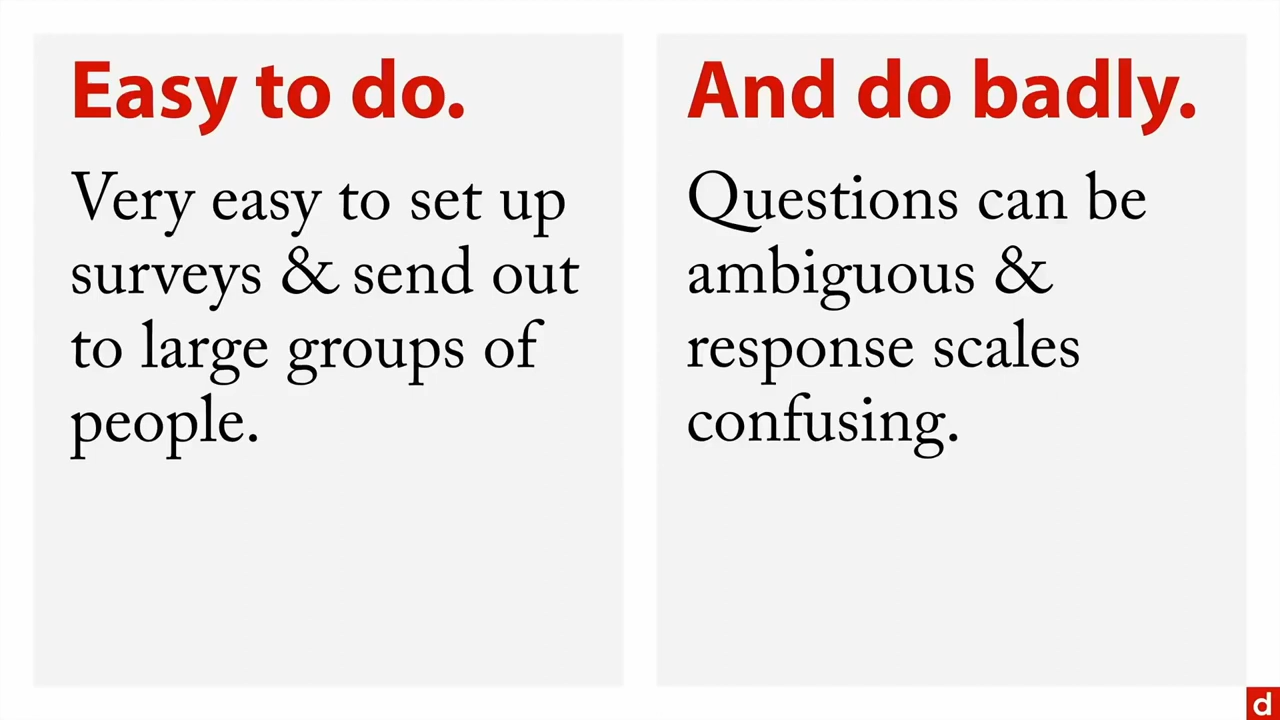 Easy to do.
Very easy to set up
surveys & send out
to large groups of
people.
And do badly.
Questions can be
ambiguous &
response scales
confusing.
d